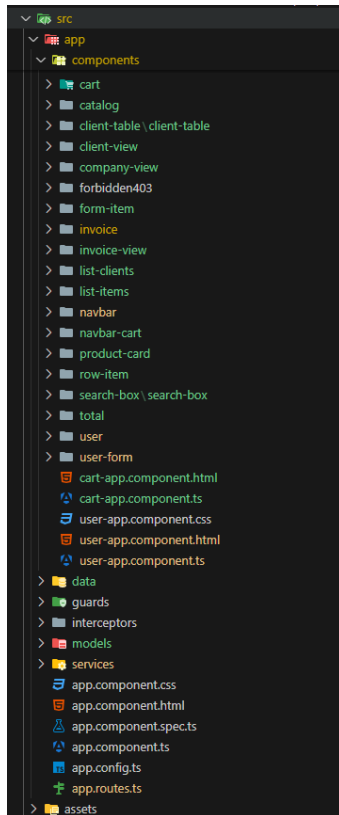 src
app
components
cart
catalog
client-table\client-table
client-view
company-view
forbidden403
form-item
invoice
invoice-view
list-clients
list-items
navbar
navbar-cart
product-card
row-item
search-box\search-box
total
user
user-form
cart-app.component.html
cart-app.component.ts
user-app.component.css
user-app.component.html
user-app.component.ts
data
guards
interceptors
models
services
app.component.css
app.component.html
app.component.spec.ts
app.component.ts
app.config.ts
app.routes.ts
assets